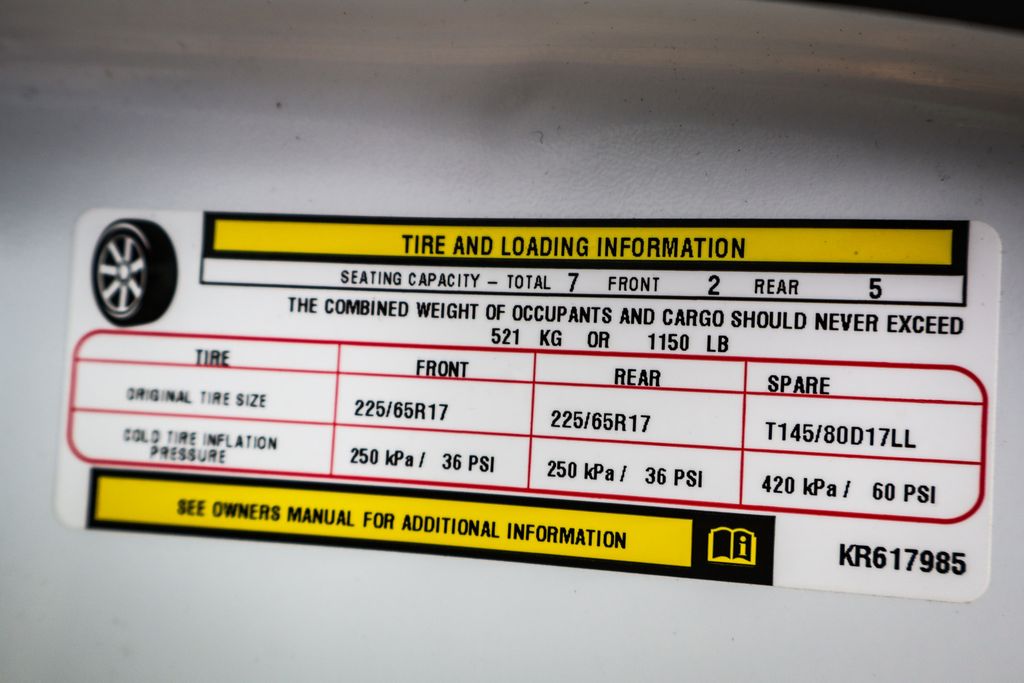 TIRE AND LOADING INFORMATION
SEATING CAPACITY – TOTAL 7 FRONT 2 REAR 5
THE COMBINED WEIGHT OF OCCUPANTS AND CARGO SHOULD NEVER EXCEED
521 KG OR 1150 LB
TIRE FRONT REAR SPARE
ORIGINAL TIRE SIZE 225/65R17 225/65R17 T145/80D17LL
COLD TIRE INFLATION
PRESSURE 250 kPa / 36 PSI 250 kPa / 36 PSI 420 kPa / 60 PSI
SEE OWNERS MANUAL FOR ADDITIONAL INFORMATION
KR617985